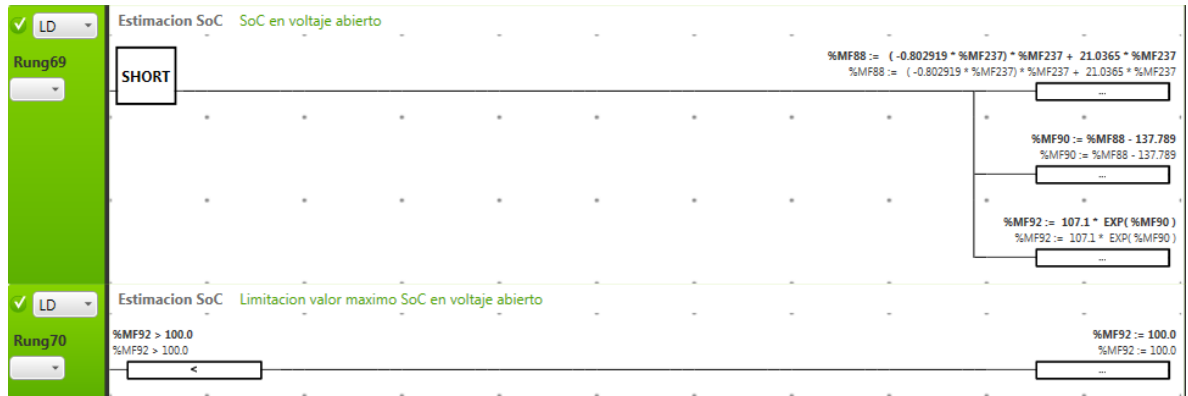 LD
Estimacion SoC SoC en voltaje abierto
Rung69
SHORT
%MF88 := ( -0.802919 * %MF237) * %MF237 + 21.0365 * %MF237
%MF88 := ( -0.802919 * %MF237) * %MF237 + 21.0365 * %MF237
...
%MF90 := %MF88 - 137.789
%MF90 := %MF88 - 137.789
...
%MF92 := 107.1 * EXP( %MF90 )
%MF92 := 107.1 * EXP( %MF90 )
...
LD
Estimacion SoC Limitacion valor maximo SoC en voltaje abierto
Rung70
%MF92 > 100.0
%MF92 > 100.0
<
%MF92 := 100.0
%MF92 := 100.0
...